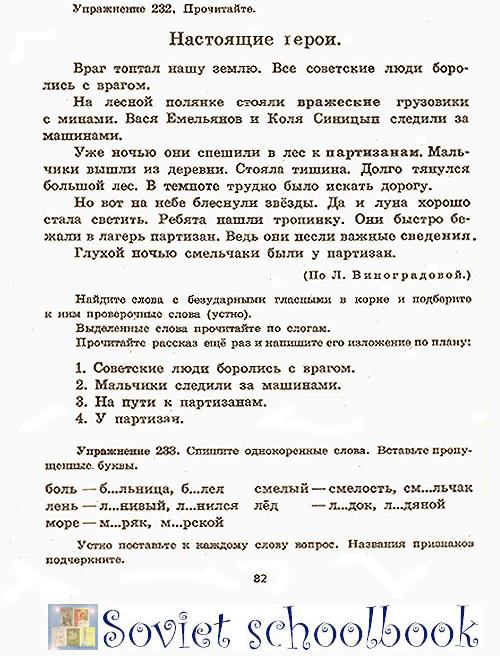 Упражнение 232. Прочитайте.
Настоящие герои.
Враг топтал нашу землю. Все советские люди боро-
лись с врагом.
На лесной полянке стояли вражеские грузовики
с минами. Вася Емельянов и Коля Синицын следили за
машинами.
Уже ночью они спешили в лес к партизанам. Маль-
чики вышли из деревни. Стояла тишина. Долго тянулся
большой лес. В темноте трудно было искать дорогу.
Но вот на небе блеснули звёзды. Да и луна хорошо
стала светить. Ребята нашли тропинку. Они быстро бе-
жали в лагерь партизан. Ведь они несли важные сведения.
Глухой ночью смельчаки были у партизан.
(По Л. Виноградовой.)
Найдите слова с безударными гласными в корне и подберите
к ним проверочные слова (устно).
Выделенные слова прочитайте по слогам.
Прочитайте рассказ ещё раз и напишите его изложение по плану:
1. Советские люди боролись с врагом.
2. Мальчики следили за машинами.
3. На пути к партизанам.
4. У партизан.
Упражнение 233. Спишите однокоренные слова. Вставьте пропу-
щенные буквы.
боль — б...льница, б...лел смелый — смелость, см...льчак
лень — л...нивый, л...нился лёд — л...док, л...дяной
море — м...ряк, м...рской
Устно поставьте к каждому слову вопрос. Названия признаков
подчеркните.
82
Soviet schoolbook